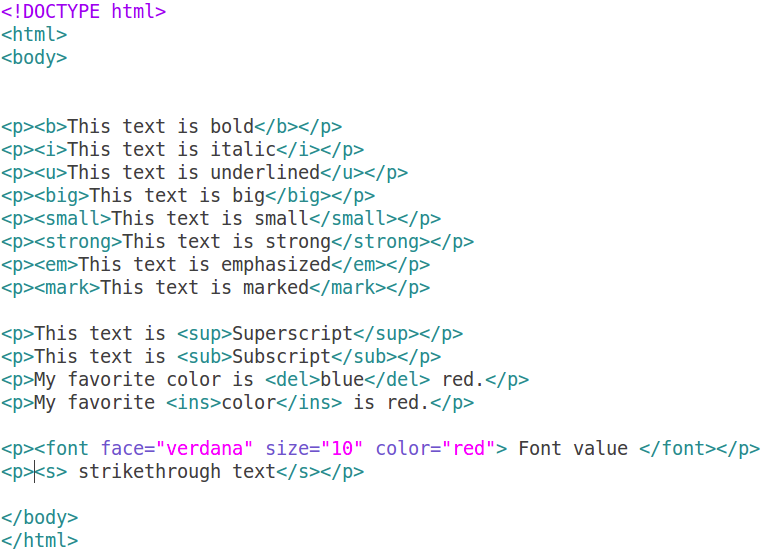 <!DOCTYPE html>
<html>
<body>
<p><b>This text is bold</b></p>
<p><i>This text is italic</i></p>
<p><u>This text is underlined</u></p>
<p><big>This text is big</big></p>
<p><small>This text is small</small></p>
<p><strong>This text is strong</strong></p>
<p><em>This text is emphasized</em></p>
<p><mark>This text is marked</mark></p>
<p>This text is <sup>Superscript</sup></p>
<p>This text is <sub>Subscript</sub></p>
<p>My favorite color is <del>blue</del> red.</p>
<p>My favorite <ins>color</ins> is red.</p>
<p><font face="verdana" size="10" color="red"> Font value </font></p>
<p><s> strikethrough text</s></p>
</body>
</html>